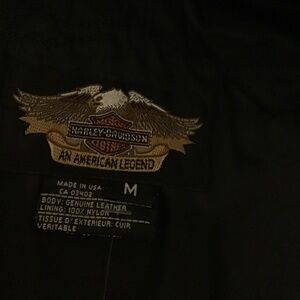 AMERICAN
HARLEY-DAVIDSON
AN AMERICAN LEGEND
MADE IN USA
M
CA 03402
BODY: GENUINE LEATHER
LINING: 100% NYLON
TISSUE D'EXTERIEUR: CUIR
VERITABLE